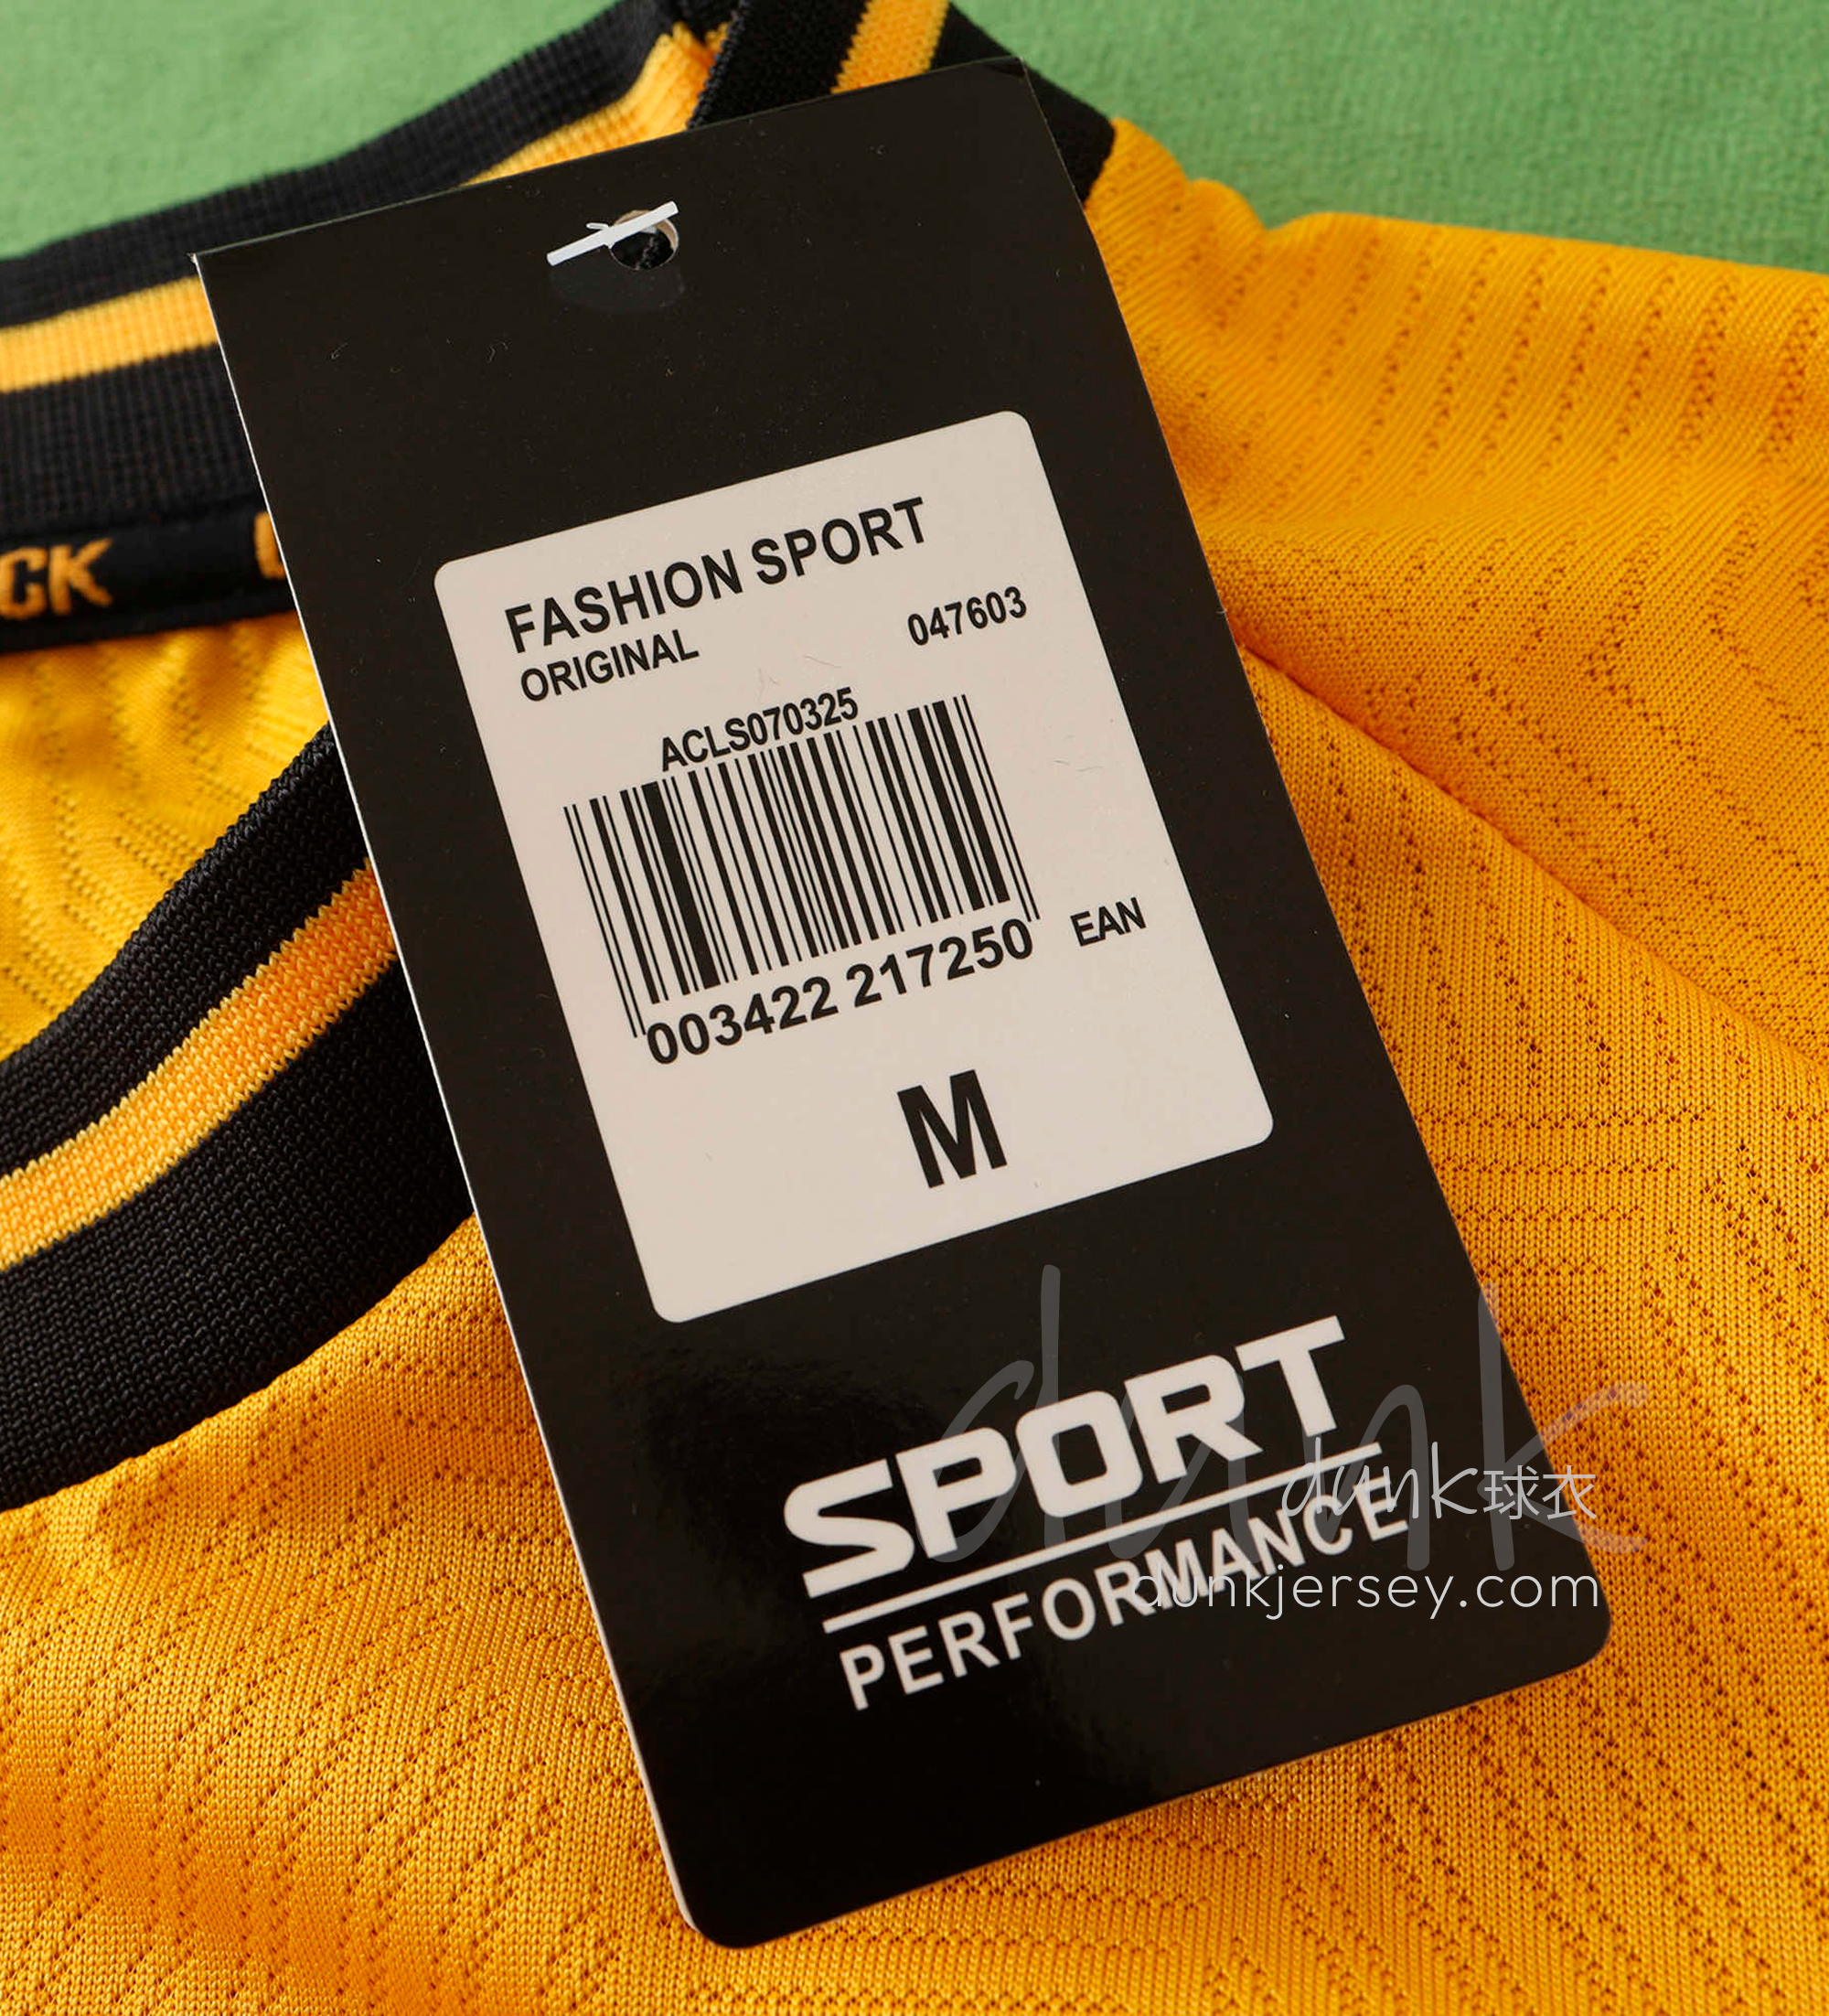 CK
FASHION SPORT
ORIGINAL 047603
ACLS070325
003422 217250 EAN
M
SPORT
PERFORMANCE
dunk
dunk球衣
dunkjersey.com